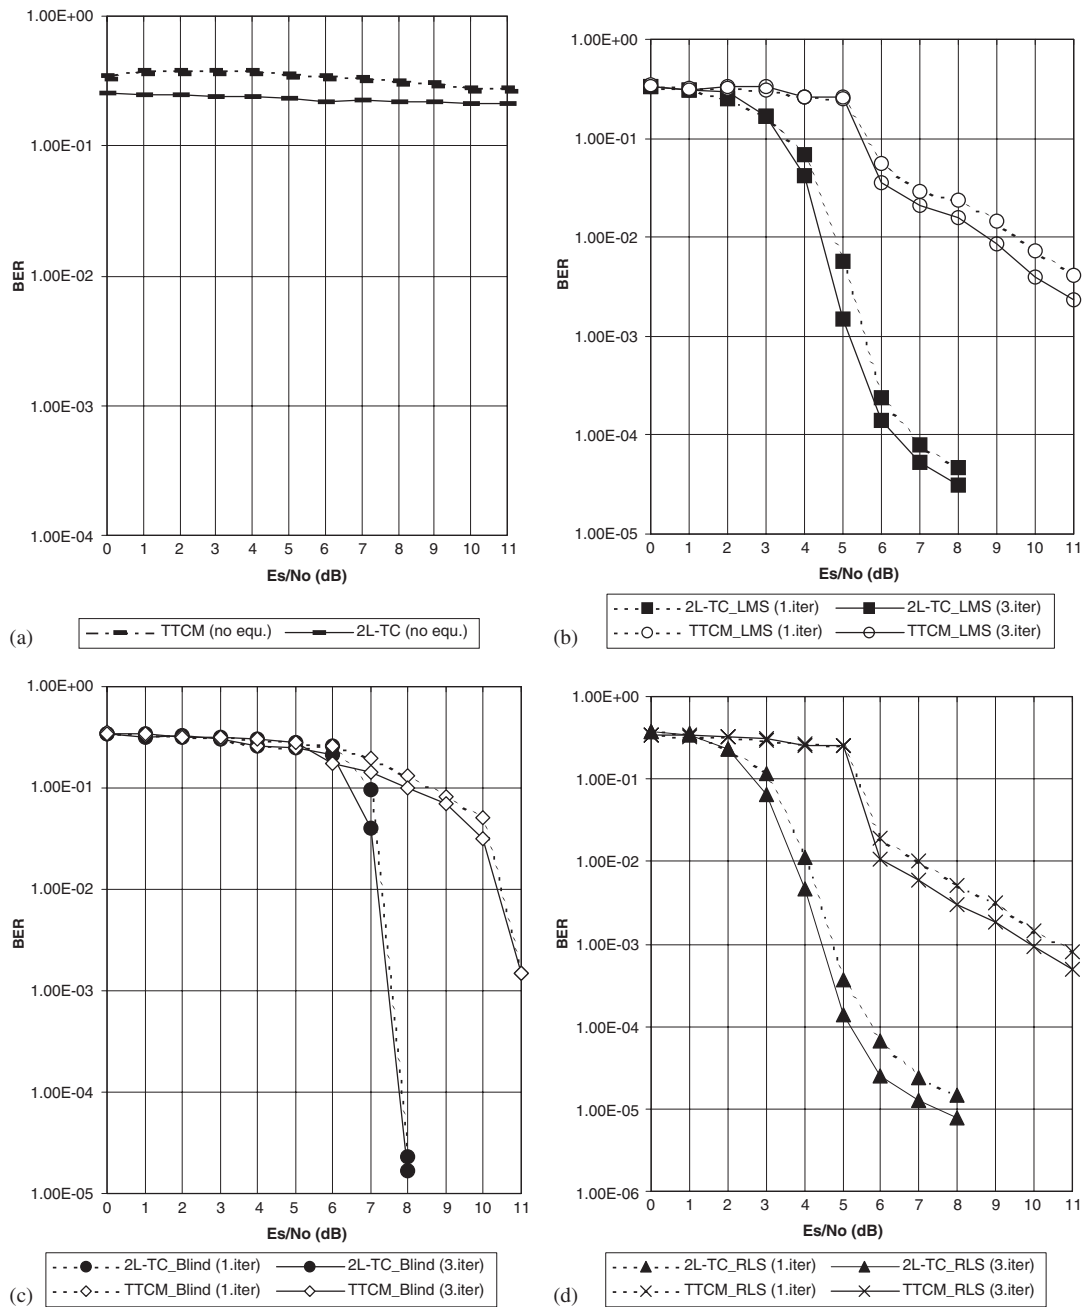 1.00E+00
1.00E-01
1.00E-02
1.00E-03
1.00E-04
BER
0 1 2 3 4 5 6 7 8 9 10 11
Es/No (dB)
(a)
TTCM (no equ.) 2L-TC (no equ.)
1.00E+00
1.00E-01
1.00E-02
1.00E-03
1.00E-04
1.00E-05
BER
0 1 2 3 4 5 6 7 8 9 10 11
Es/No (dB)
(b)
2L-TC_LMS (1.iter) 2L-TC_LMS (3.iter)
TTCM_LMS (1.iter) TTCM_LMS (3.iter)
1.00E+00
1.00E-01
1.00E-02
1.00E-03
1.00E-04
1.00E-05
BER
0 1 2 3 4 5 6 7 8 9 10 11
Es/No (dB)
(c)
2L-TC_Blind (1.iter) 2L-TC_Blind (3.iter)
TTCM_Blind (1.iter) TTCM_Blind (3.iter)
1.00E+00
1.00E-01
1.00E-02
1.00E-03
1.00E-04
1.00E-05
1.00E-06
BER
0 1 2 3 4 5 6 7 8 9 10 11
Es/No (dB)
(d)
2L-TC_RLS (1.iter) 2L-TC_RLS (3.iter)
TTCM_RLS (1.iter) TTCM_RLS (3.iter)